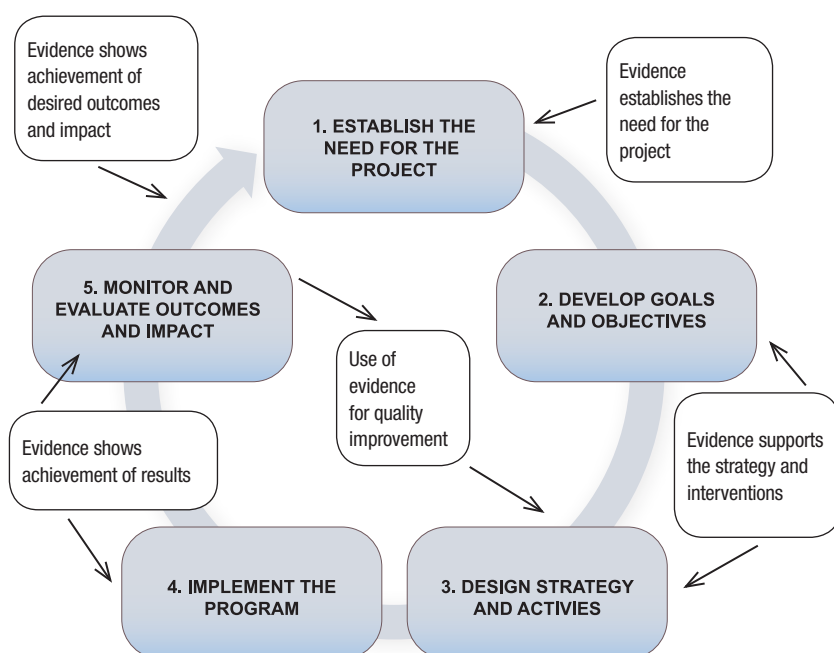 Evidence shows
achievement of
desired outcomes
and impact
Evidence
establishes the
need for the
project
1. ESTABLISH THE
NEED FOR THE
PROJECT
5. MONITOR AND
EVALUATE OUTCOMES
AND IMPACT
2. DEVELOP GOALS
AND OBJECTIVES
Use of
evidence
for quality
improvement
Evidence shows
achievement of results
Evidence supports
the strategy and
interventions
4. IMPLEMENT THE
PROGRAM
3. DESIGN STRATEGY
AND ACTIVIES